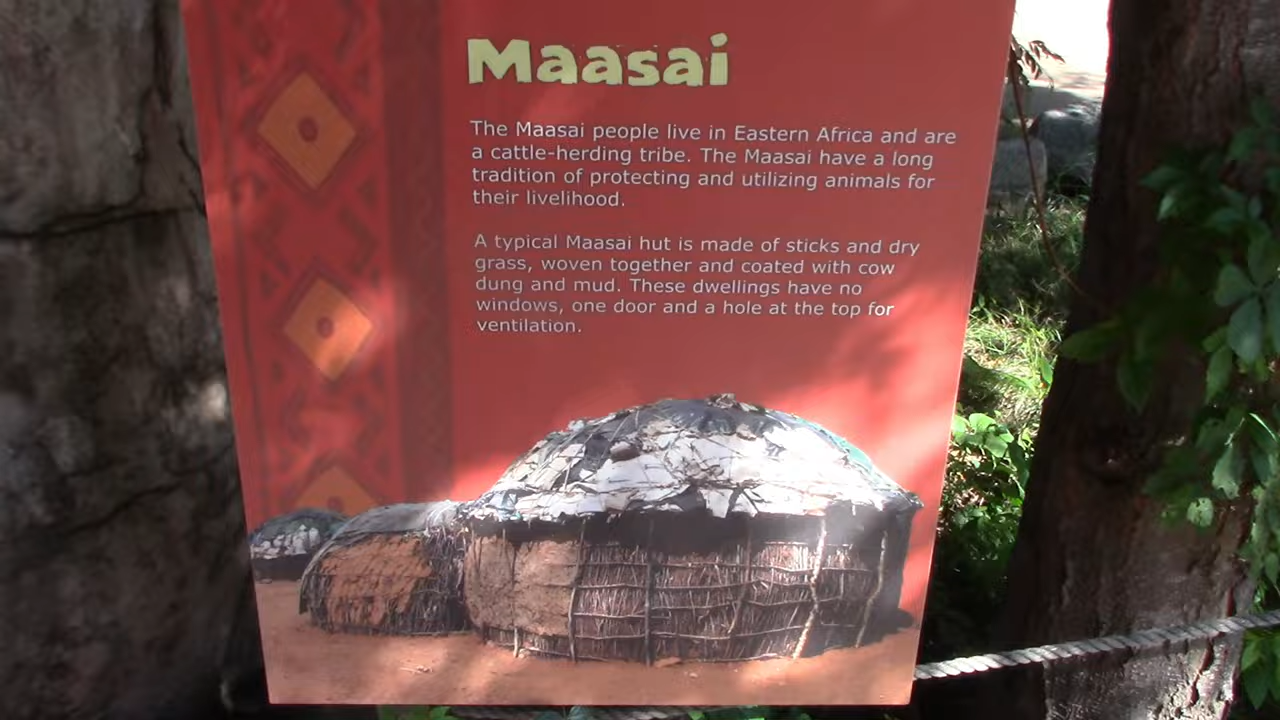 Maasai
The Maasai people live in Eastern Africa and are
a cattle-herding tribe. The Maasai have a long
tradition of protecting and utilizing animals for
their livelihood.
A typical Maasai hut is made of sticks and dry
grass, woven together and coated with cow
dung and mud. These dwellings have no
windows, one door and a hole at the top for
ventilation.